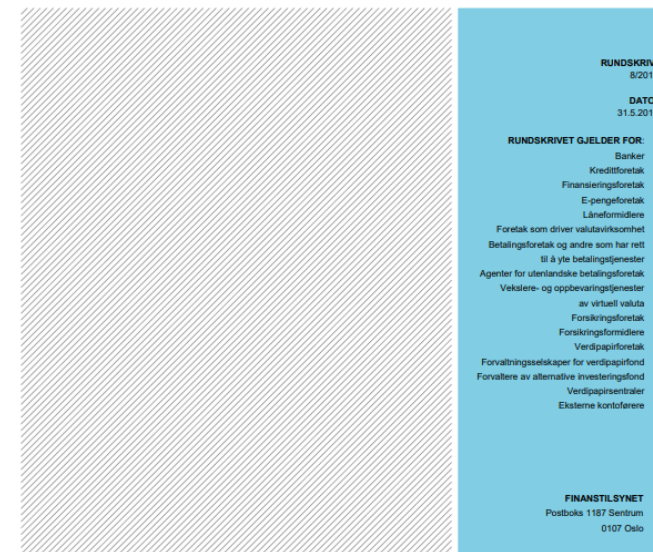 RUNDSKRIV
8/201
DATO
31.5.201
RUNDSKRIVET GJELDER FOR:
Banker
Kredittforetak
Finansieringsforetak
E-pengeforetak
Låneformidlere
Foretak som driver valutavirksomhet
Betalingsforetak og andre som har rett
til å yte betalingstjenester
Agenter for utenlandske betalingsforetak
Vekslere- og oppbevaringstjenester
av virtuell valuta
Forsikringsforetak
Forsikringsformidlere
Verdipapirforetak
Forvaltningsselskaper for verdipapirfond
Forvaltere av alternative investeringsfond
Verdipapirsentraler
Eksterne kontoførere
FINANSTILSYNET
Postboks 1187 Sentrum
0107 Oslo